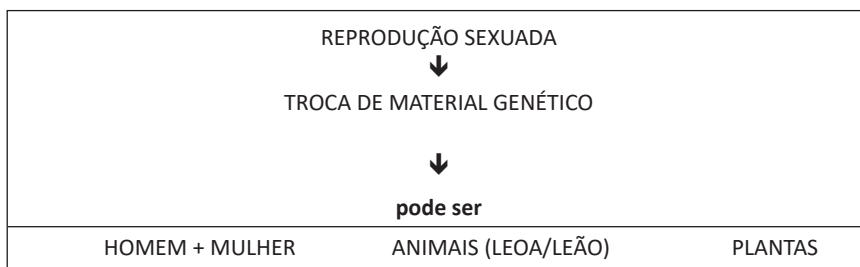 REPRODUÇÃO SEXUADA
TROCA DE MATERIAL GENÉTICO
pode ser
HOMEM + MULHER ANIMAIS (LEOA/LEÃO) PLANTAS